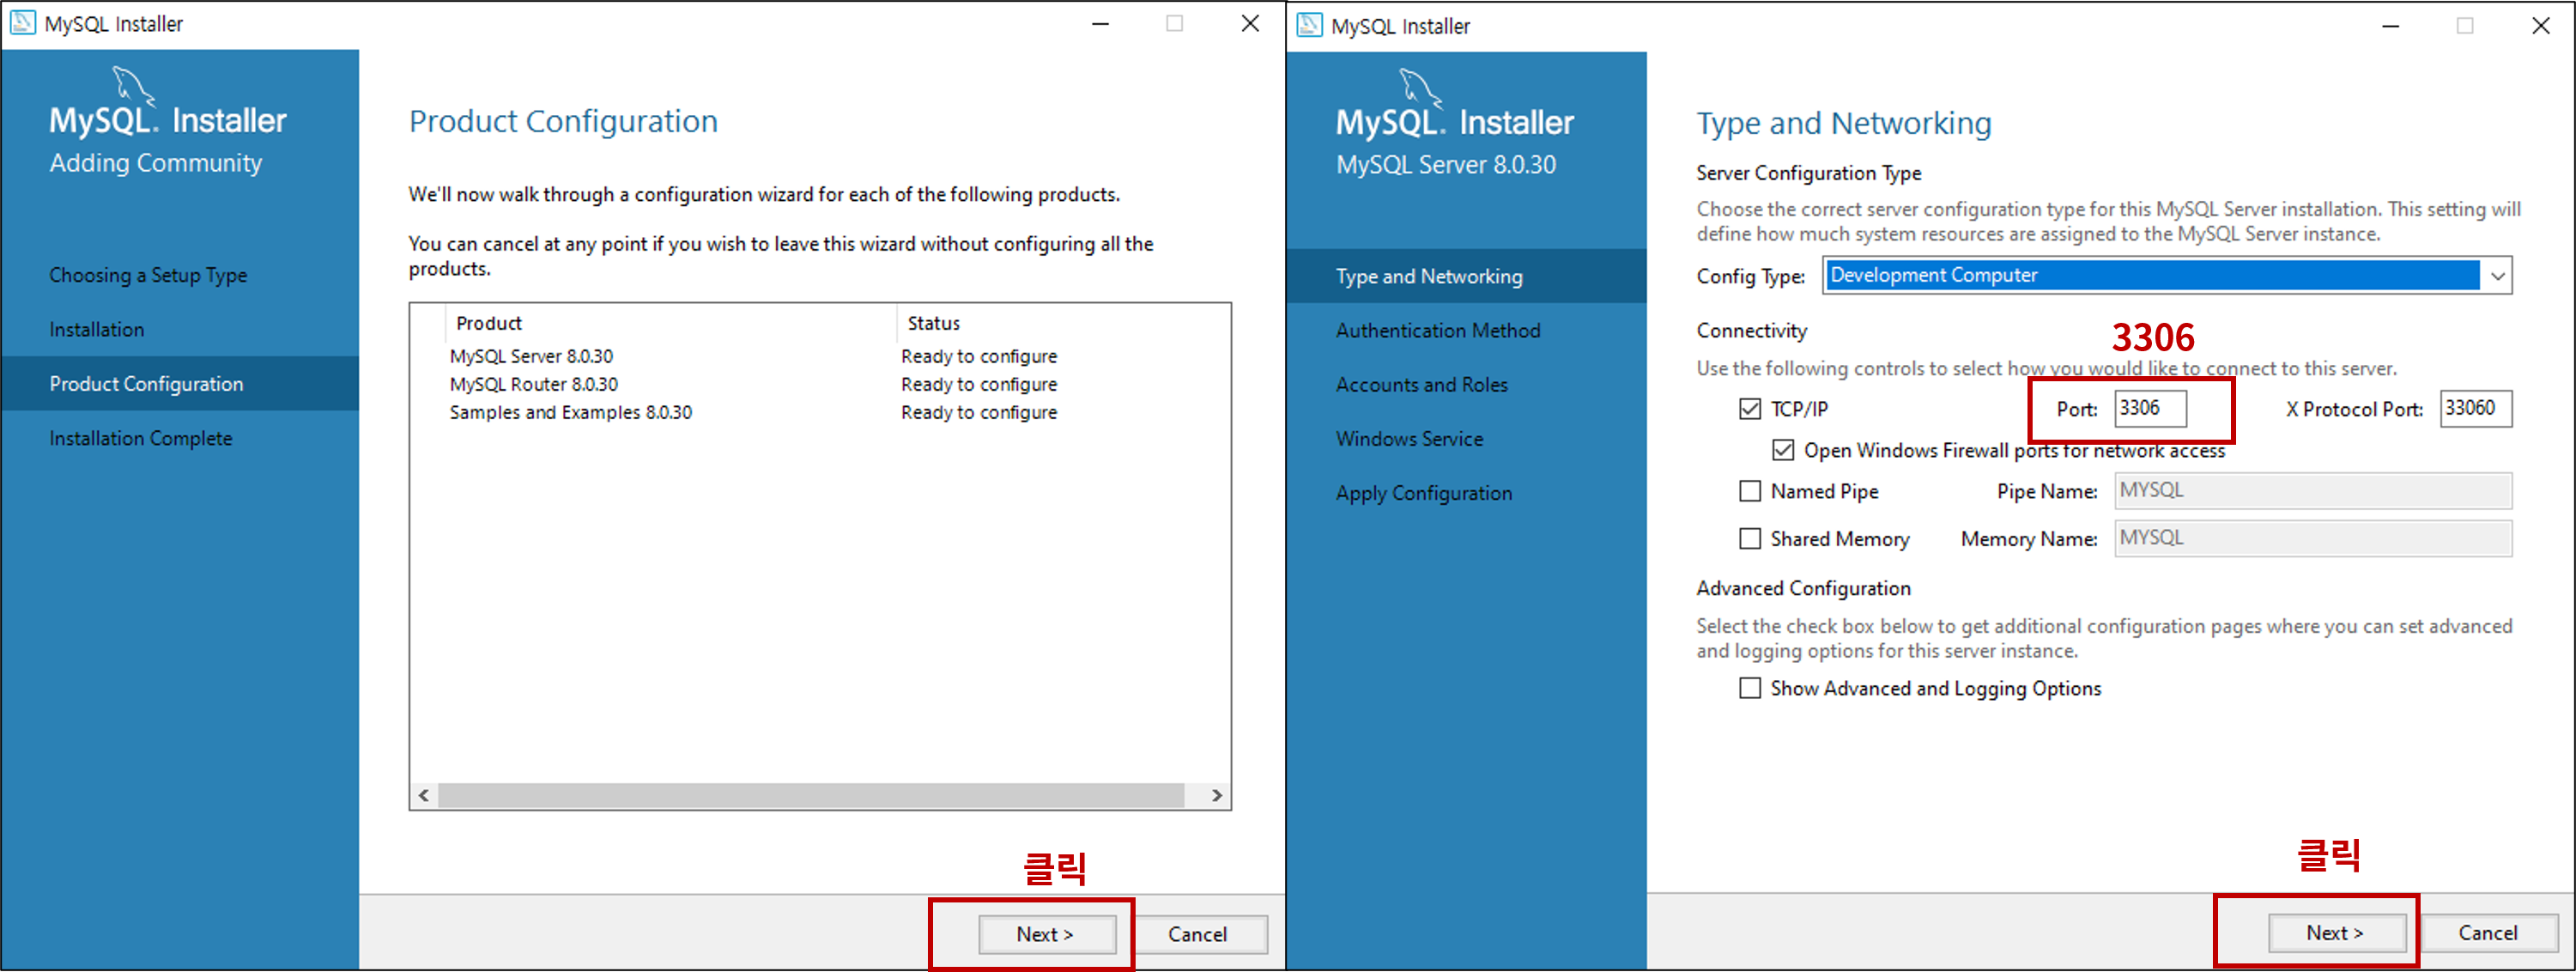 MySQL Installer
MySQL. Installer
Adding Community
Choosing a Setup Type
Installation
Product Configuration
Installation Complete
Product Configuration
We'll now walk through a configuration wizard for each of the following products.
You can cancel at any point if you wish to leave this wizard without configuring all the
products.
Product Status
MySQL Server 8.0.30 Ready to configure
MySQL Router 8.0.30 Ready to configure
Samples and Examples 8.0.30 Ready to configure
클릭
Next > Cancel
MySQL Installer
MySQL. Installer
MySQL Server 8.0.30
Type and Networking
Authentication Method
Accounts and Roles
Windows Service
Apply Configuration
Type and Networking
Server Configuration Type
Choose the correct server configuration type for this MySQL Server installation. This setting will
define how much system resources are assigned to the MySQL Server instance.
Config Type: Development Computer
Connectivity
3306
Use the following controls to select how you would like to connect to this server.
TCP/IP Port: 3306 X Protocol Port: 33060
Open Windows Firewall ports for network access
Named Pipe Pipe Name: MYSQL
Shared Memory Memory Name: MYSQL
Advanced Configuration
Select the check box below to get additional configuration pages where you can set advanced
and logging options for this server instance.
Show Advanced and Logging Options
클릭
Next > Cancel